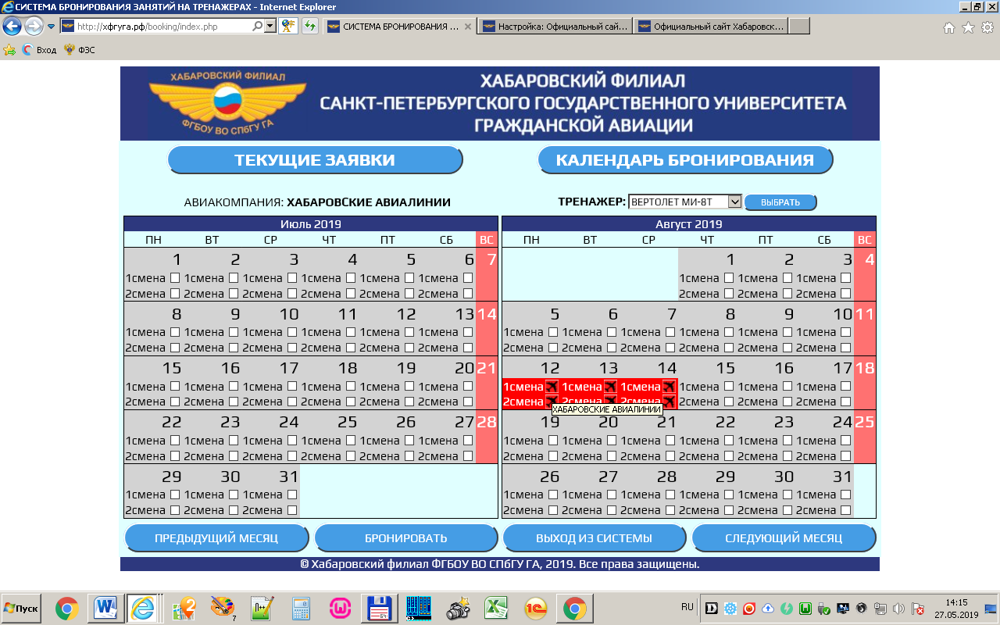 СИСТЕМА БРОНИРОВАНИЯ ЗАНЯТИЙ НА ТРЕНАЖЕРАХ - Internet Explorer
http://хфгуга.рф/booking/index.php СИСТЕМА БРОНИРОВАНИЯ ... Настройка: Официальный сай... Официальный сайт Хабаровск...
Вход ФЗС
ХАБАРОВСКИЙ ФИЛИАЛ
ФГБОУ ВО СПбГУ ГА
ХАБАРОВСКИЙ ФИЛИАЛ
САНКТ-ПЕТЕРБУРГСКОГО ГОСУДАРСТВЕННОГО УНИВЕРСИТЕТА
ГРАЖДАНСКОЙ АВИАЦИИ
ТЕКУЩИЕ ЗАЯВКИ КАЛЕНДАРЬ БРОНИРОВАНИЯ
АВИАКОМПАНИЯ: ХАБАРОВСКИЕ АВИАЛИНИИ ТРЕНАЖЕР: ВЕРТОЛЕТ МИ-8Т ВЫБРАТЬ
Июль 2019
ПН ВТ СР ЧТ ПТ СБ ВС
1 2 3 4 5 6 7
1смена 1смена 1смена 1смена 1смена 1смена
2смена 2смена 2смена 2смена 2смена 2смена
8 9 10 11 12 13 14
1смена 1смена 1смена 1смена 1смена 1смена
2смена 2смена 2смена 2смена 2смена 2смена
15 16 17 18 19 20 21
1смена 1смена 1смена 1смена 1смена 1смена
2смена 2смена 2смена 2смена 2смена 2смена
22 23 24 25 26 27 28
1смена 1смена 1смена 1смена 1смена 1смена
2смена 2смена 2смена 2смена 2смена 2смена
29 30 31
1смена 1смена 1смена
2смена 2смена 2смена
Август 2019
ПН ВТ СР ЧТ ПТ СБ ВС
1 2 3 4
1смена 1смена 1смена
2смена 2смена 2смена
5 6 7 8 9 10 11
1смена 1смена 1смена 1смена 1смена 1смена
2смена 2смена 2смена 2смена 2смена 2смена
12 13 14 15 16 17 18
1смена 1смена 1смена 1смена 1смена 1смена
2смена 2смена 2смена 2смена 2смена 2смена
ХАБАРОВСКИЕ АВИАЛИНИИ
19 20 21 22 23 24 25
1смена 1смена 1смена 1смена 1смена 1смена
2смена 2смена 2смена 2смена 2смена 2смена
26 27 28 29 30 31
1смена 1смена 1смена 1смена 1смена 1смена
2смена 2смена 2смена 2смена 2смена 2смена
ПРЕДЫДУЩИЙ МЕСЯЦ БРОНИРОВАТЬ ВЫХОД ИЗ СИСТЕМЫ СЛЕДУЮЩИЙ МЕСЯЦ
© Хабаровский филиал ФГБОУ ВО СПбГУ ГА, 2019. Все права защищены.
Пуск RU 14:15
27.05.2019